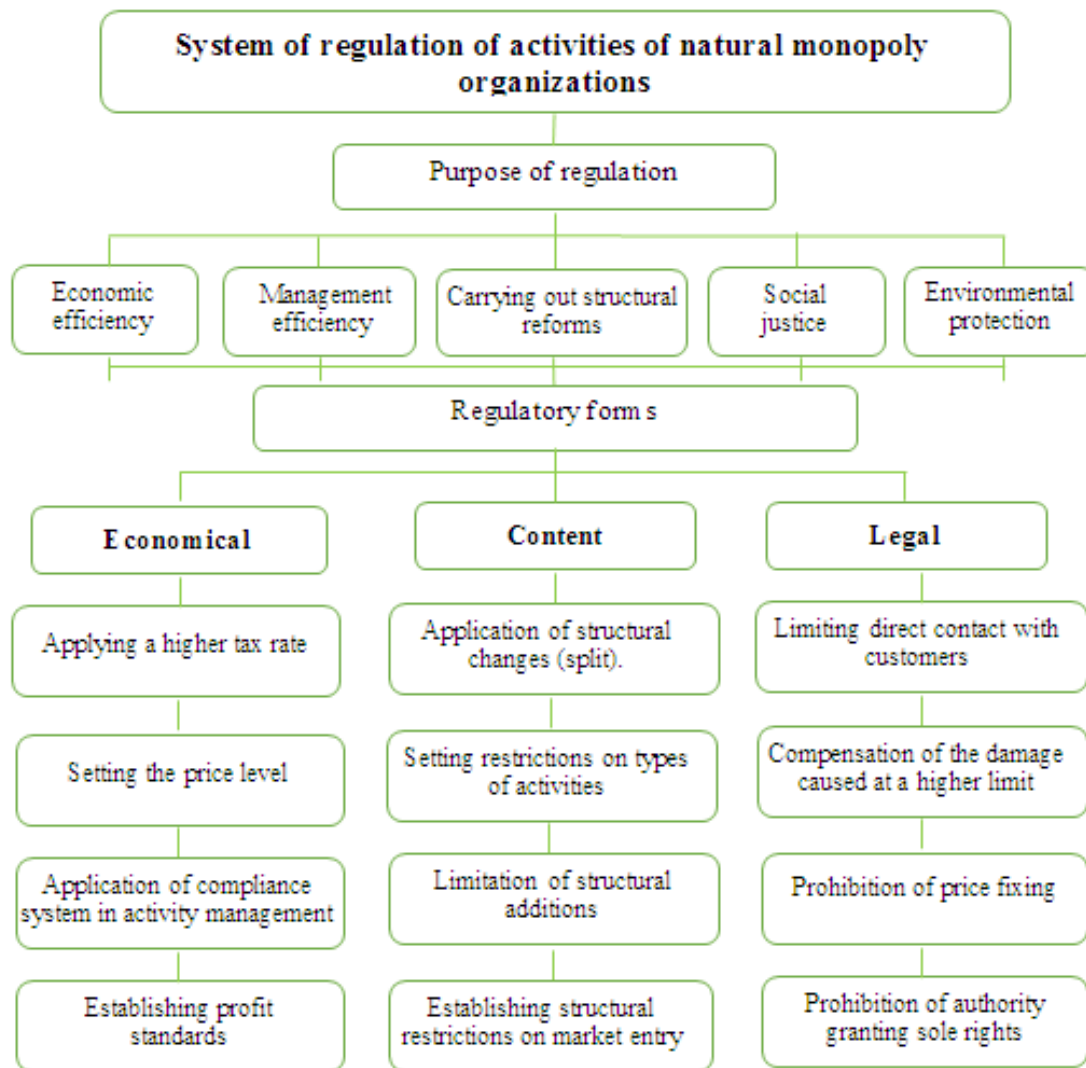 System of regulation of activities of natural monopoly
organizations
Purpose of regulation
Economic
efficiency
Management
efficiency
Carrying out structural
reforms
Social
justice
Environmental
protection
Regulatory forms
Economical
Content
Legal
Applying a higher tax rate
Application of structural
changes (split).
Limiting direct contact with
customers
Setting the price level
Setting restrictions on types
of activities
Compensation of the damage
caused at a higher limit
Application of compliance
system in activity management
Limitation of structural
additions
Prohibition of price fixing
Establishing profit
standards
Establishing structural
restrictions on market entry
Prohibition of authority
granting sole rights